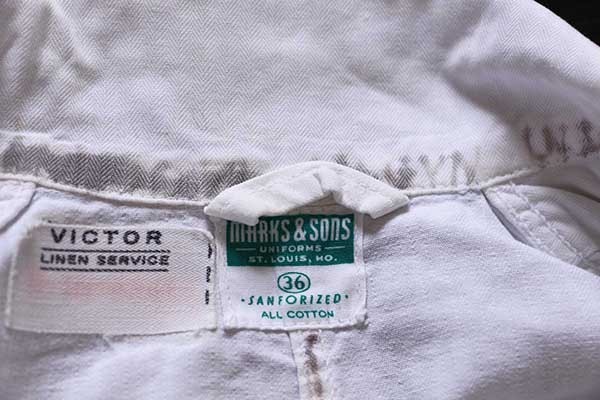 VICTOR
LINEN SERVICE
MARKS & SONS
UNIFORMS
ST. LOUIS, MO.
36
• SANFORIZED •
ALL COTTON